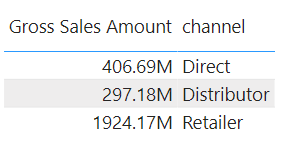 Gross Sales Amount channel
406.69M Direct
297.18M Distributor
1924.17M Retailer